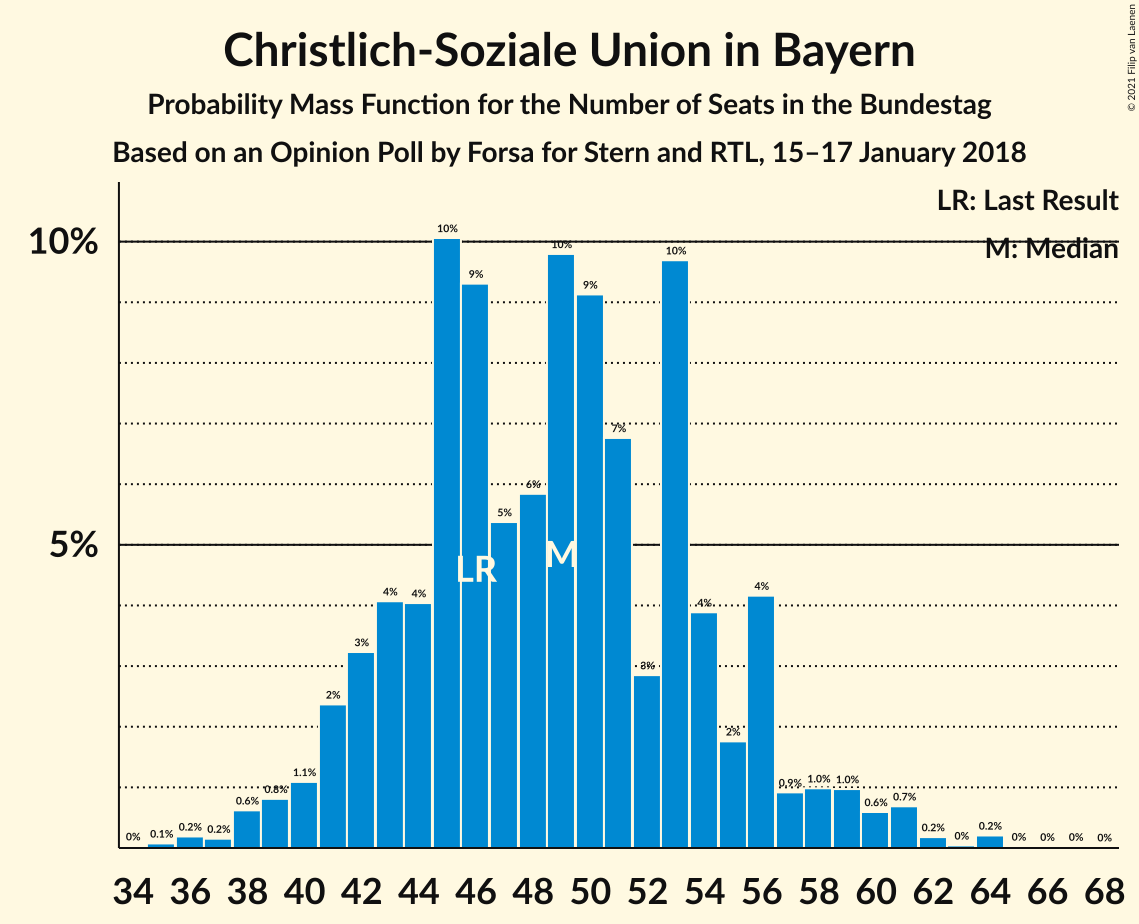 Christlich-Soziale Union in Bayern
Probability Mass Function for the Number of Seats in the Bundestag
Based on an Opinion Poll by Forsa for Stern and RTL, 15–17 January 2018
© 2021 Filip van Laenen
LR: Last Result
M: Median
10%
5%
0% 0.1% 0.2% 0.2% 0.6% 0.8% 1.1% 2% 3% 4% 4% 10% 9% 5% 6% 10% 9% 7% 3% 10% 4% 2% 4% 0.9% 1.0% 1.0% 0.6% 0.7% 0.2% 0% 0.2% 0% 0% 0% 0%
LR M
34 36 38 40 42 44 46 48 50 52 54 56 58 60 62 64 66 68